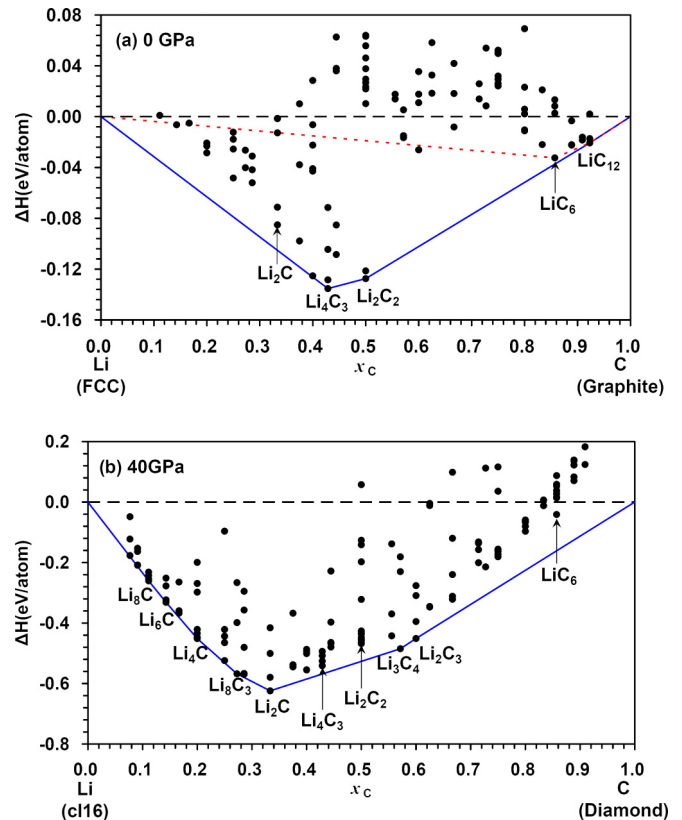 (a) 0 GPa
ΔH(eV/atom)
0.08
0.04
0.00
-0.04
-0.08
-0.12
-0.16
Li₂C
Li₄C₃
Li₂C₂
LiC₆
LiC₁₂
0.0 0.1 0.2 0.3 0.4 0.5 0.6 0.7 0.8 0.9 1.0
Li x C C
(FCC) (Graphite)
(b) 40GPa
ΔH(eV/atom)
0.2
0.0
-0.2
-0.4
-0.6
-0.8
Li₈C
Li₆C
Li₄C
Li₈C₃
Li₂C
Li₄C₃
Li₂C₂
Li₃C₄
Li₂C₃
LiC₆
0.0 0.1 0.2 0.3 0.4 0.5 0.6 0.7 0.8 0.9 1.0
Li x C C
(cI16) (Diamond)